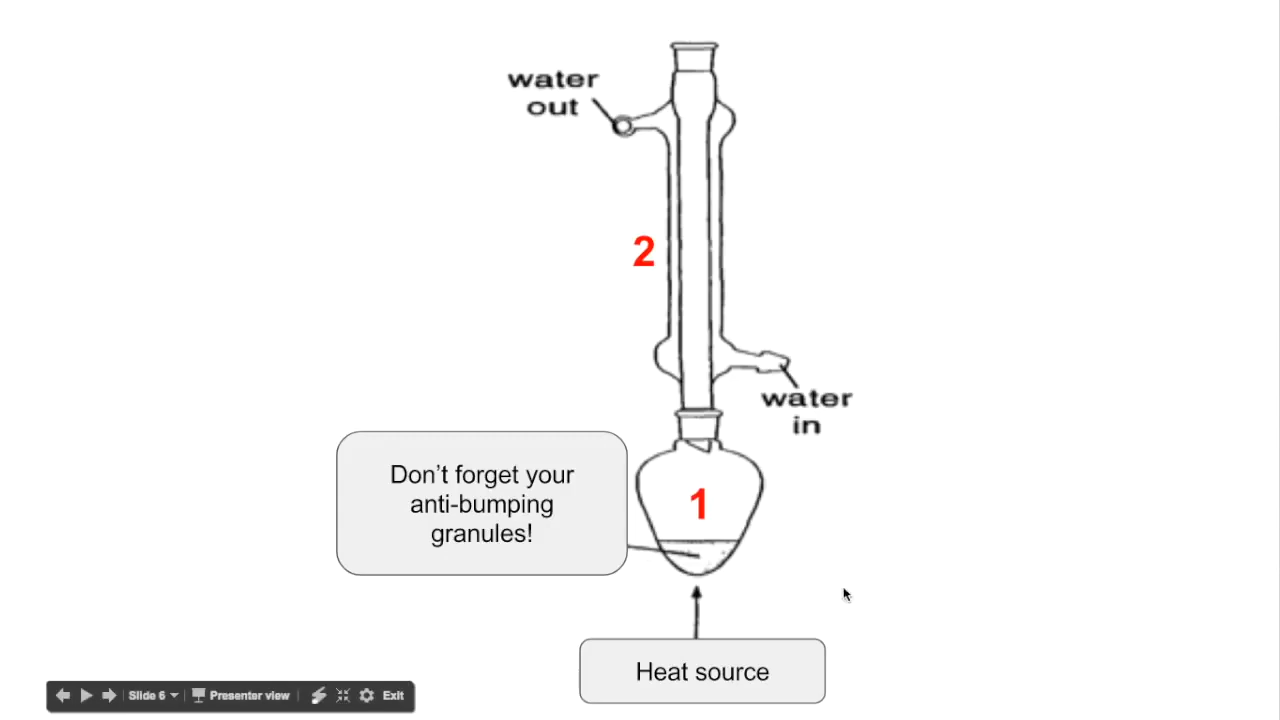 water
out
2
water
in
Don’t forget your
anti-bumping
granules!
1
Heat source
Slide 6
Presenter view
Exit